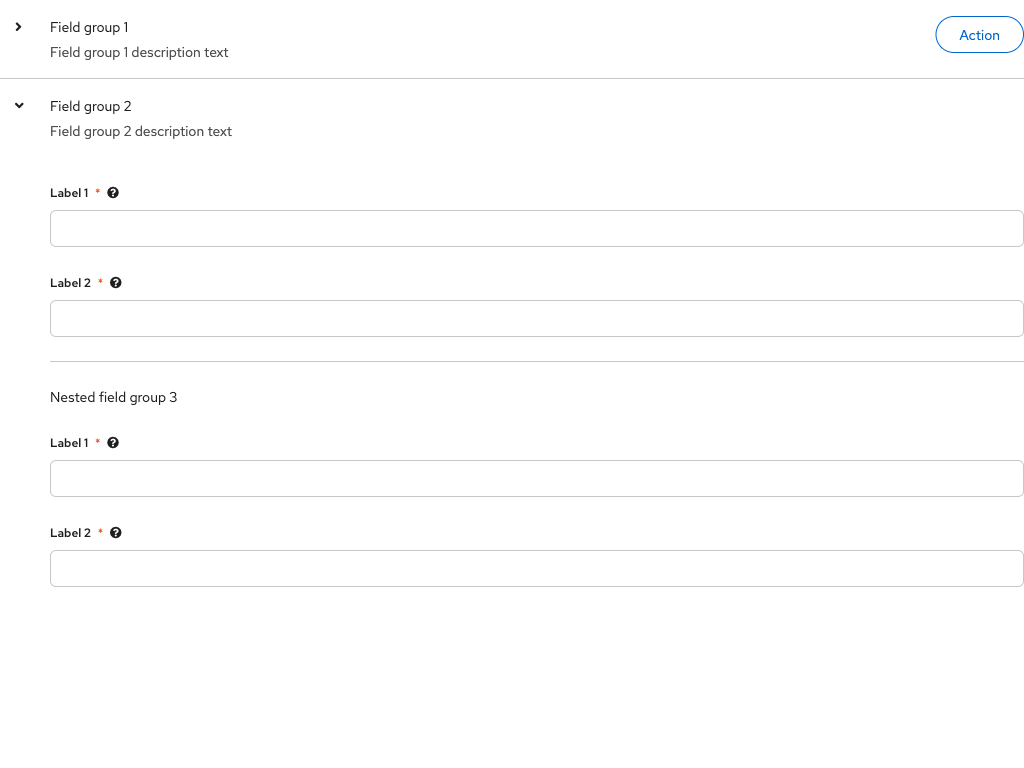 Field group 1
Field group 1 description text
Action
Field group 2
Field group 2 description text
Label 1 *
Label 2 *
Nested field group 3
Label 1 *
Label 2 *